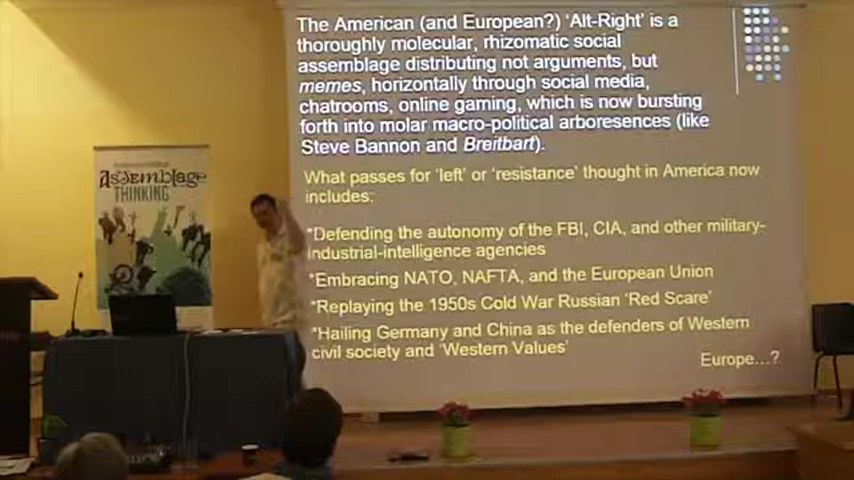 The American (and European?) 'Alt-Right' is a
thoroughly molecular, rhizomatic social
assemblage distributing not arguments, but
memes, horizontally through social media,
chatrooms, online gaming, which is now bursting
forth into molar macro-political arboresences (like
Steve Bannon and Breitbart).
What passes for 'left' or 'resistance' thought in America now
includes:
*Defending the autonomy of the FBI, CIA, and other military-
industrial-intelligence agencies
*Embracing NATO, NAFTA, and the European Union
*Replaying the 1950s Cold War Russian 'Red Scare'
*Hailing Germany and China as the defenders of Western
civil society and 'Western Values'
Europe...?
Assemblage
THINKING